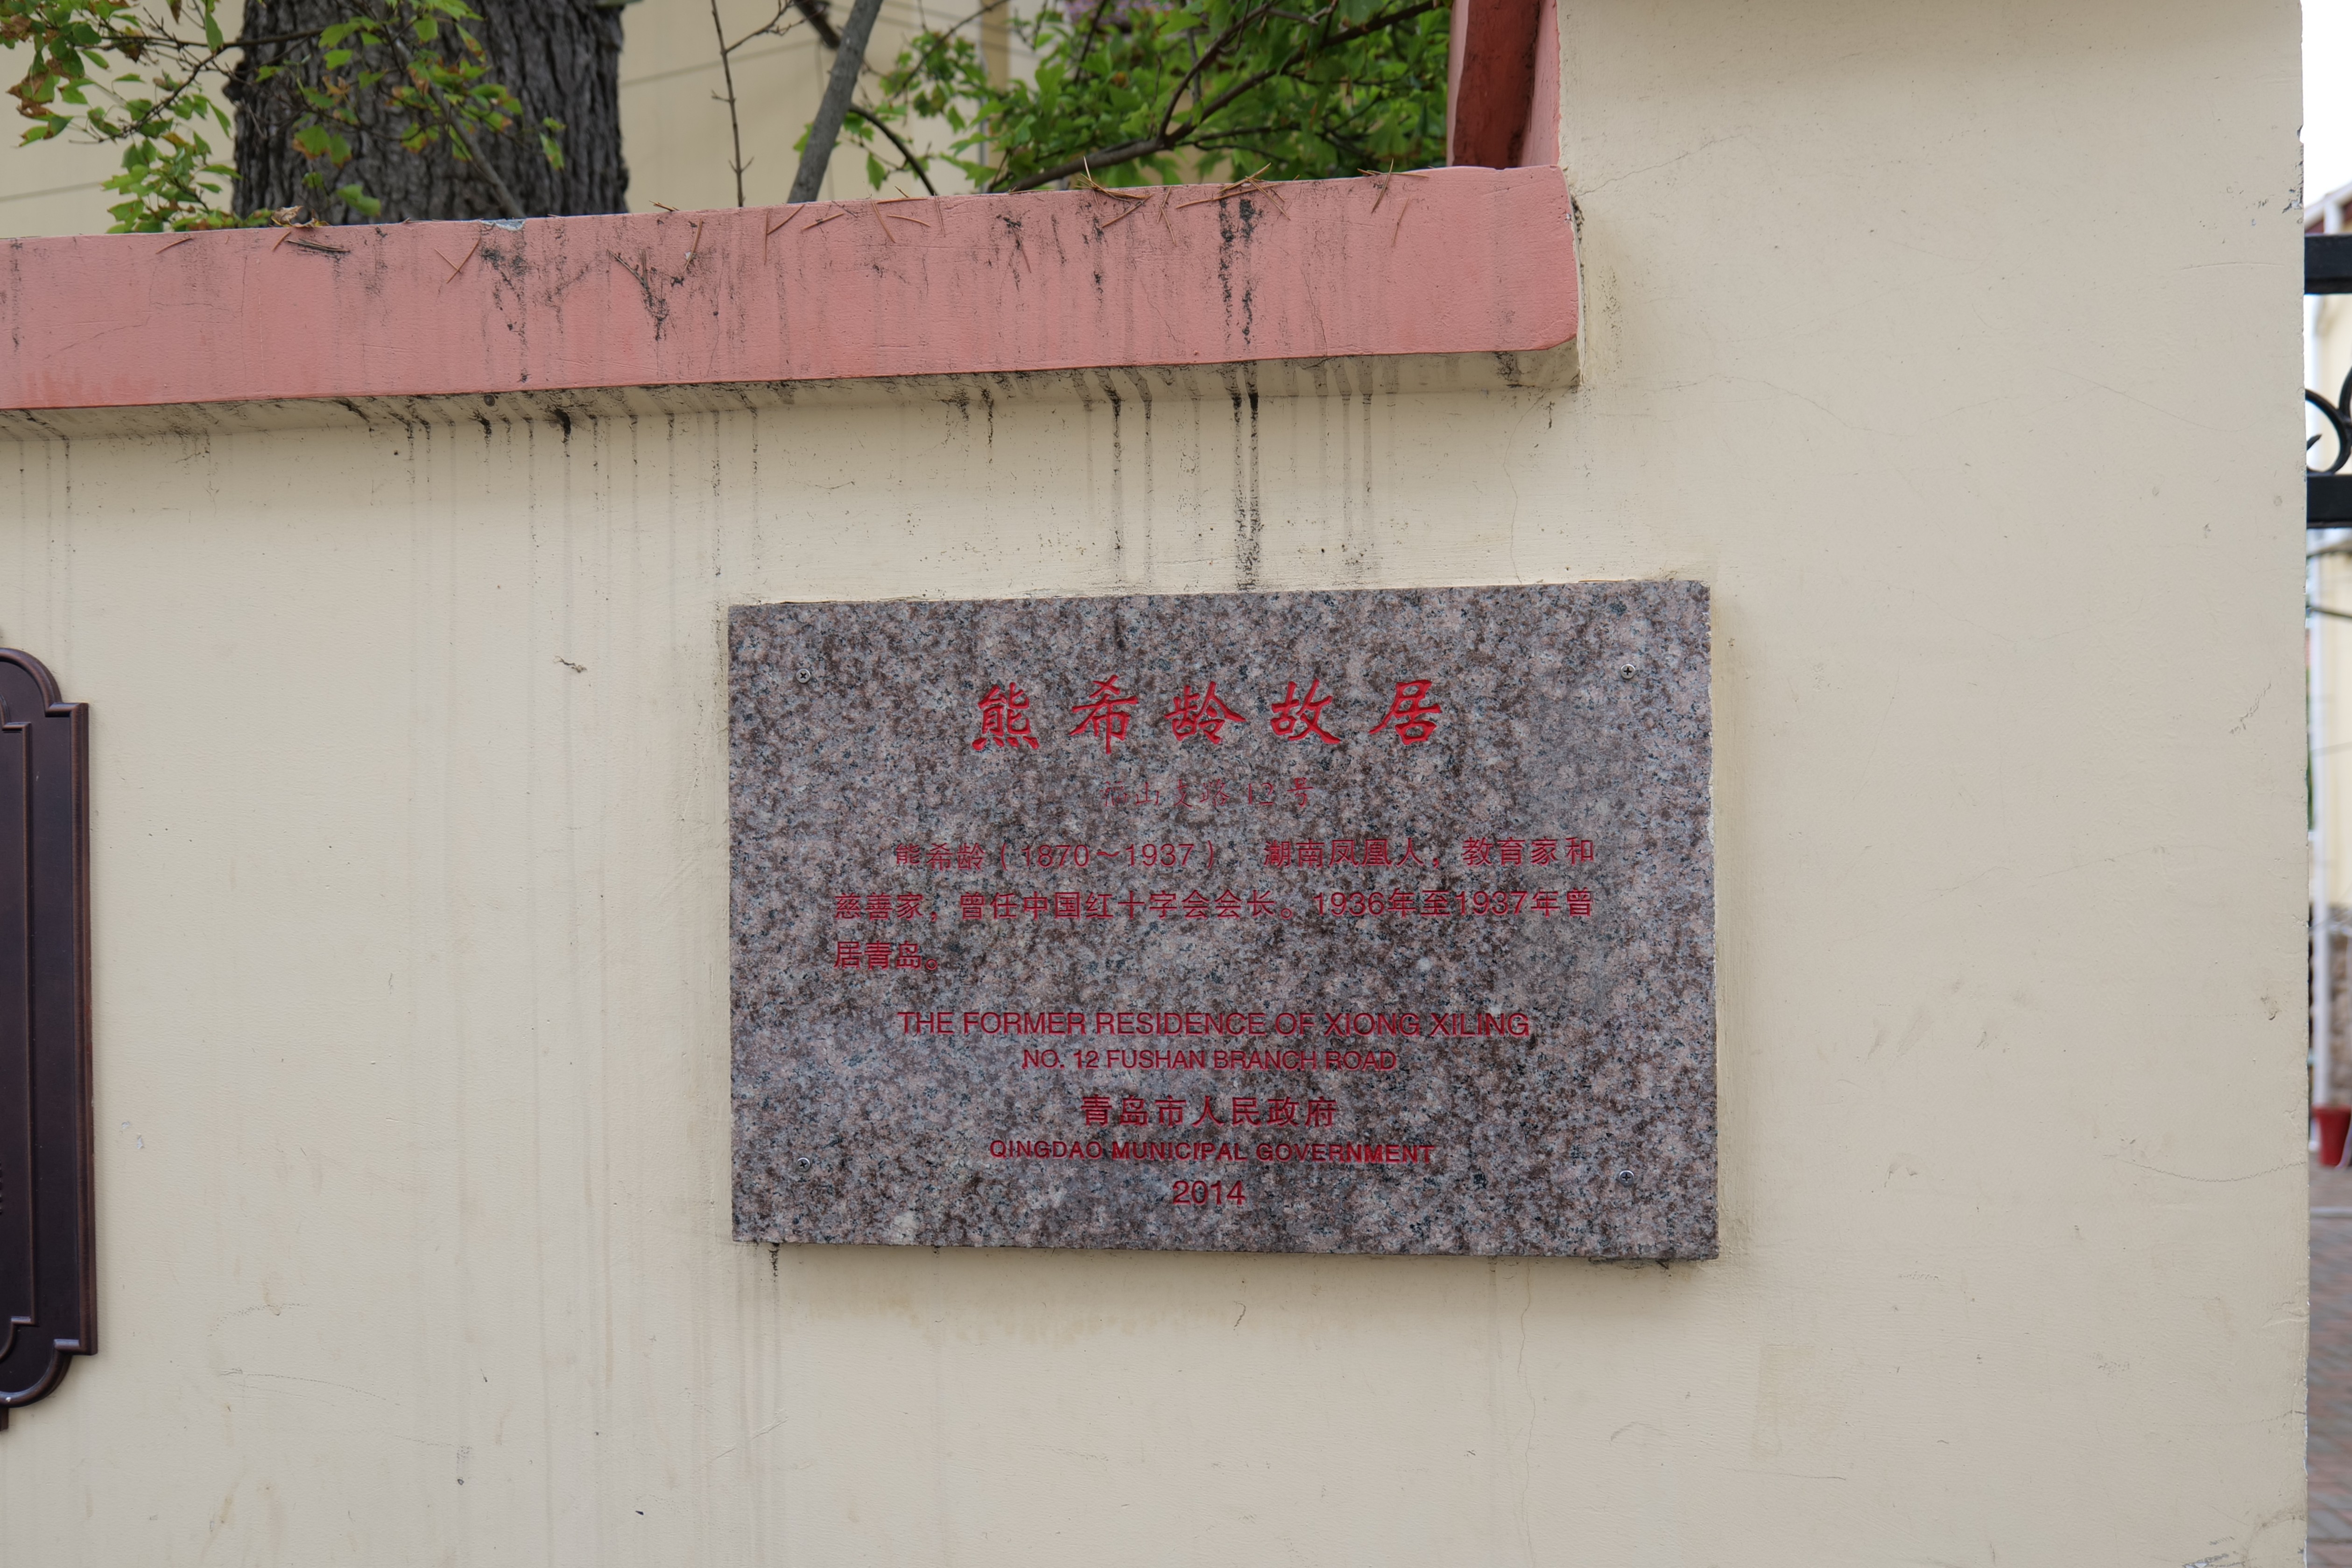 熊希龄故居
福山支路12号
熊希龄（1870～1937） 湖南凤凰人，教育家和
慈善家，曾任中国红十字会会长。1936年至1937年曾
居青岛。
THE FORMER RESIDENCE OF XIONG XILING
NO. 12 FUSHAN BRANCH ROAD
青岛市人民政府
QINGDAO MUNICIPAL GOVERNMENT
2014